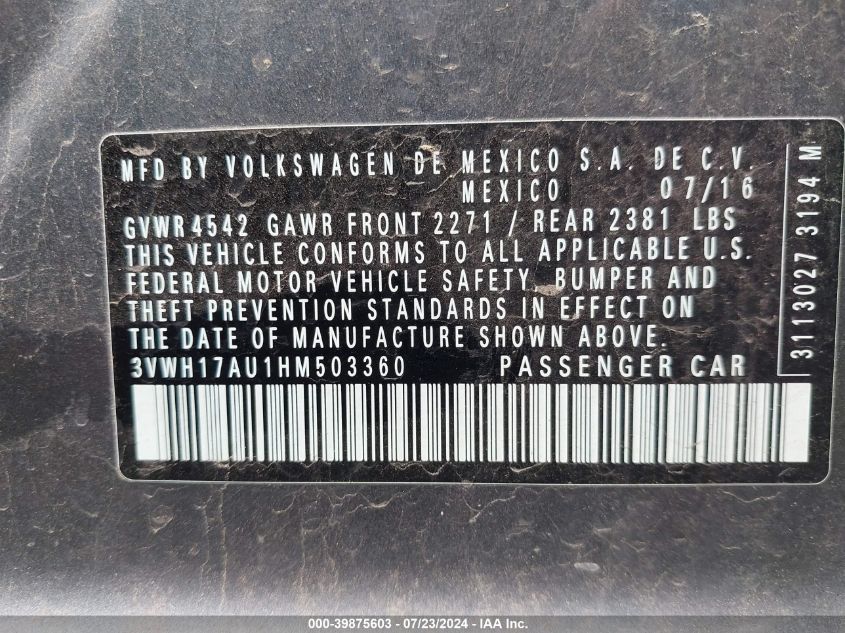 MFD BY VOLKSWAGEN DE MEXICO S.A. DE C.V.
MEXICO 07/16
GVWR 4542 GAWR FRONT 2271 / REAR 2381 LBS
THIS VEHICLE CONFORMS TO ALL APPLICABLE U.S.
FEDERAL MOTOR VEHICLE SAFETY, BUMPER AND
THEFT PREVENTION STANDARDS IN EFFECT ON
THE DATE OF MANUFACTURE SHOWN ABOVE.
3VWH17AU1HM503360 PASSENGER CAR
3113027 3194 M
000-39875603 - 07/23/2024 - IAA Inc.